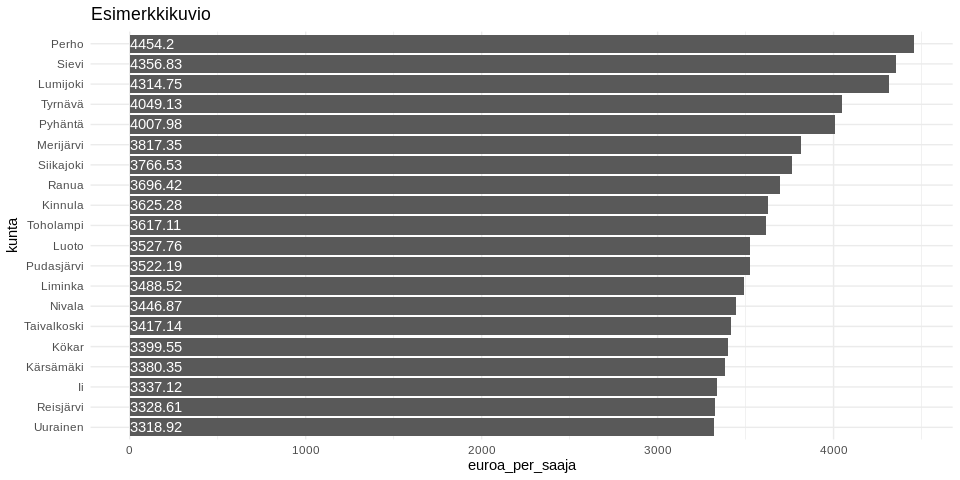 Esimerkkikuvio
kunta
Perho 4454.2
Sievi 4356.83
Lumijoki 4314.75
Tyrnävä 4049.13
Pyhäntä 4007.98
Merijärvi 3817.35
Siikajoki 3766.53
Ranua 3696.42
Kinnula 3625.28
Toholampi 3617.11
Luoto 3527.76
Pudasjärvi 3522.19
Liminka 3488.52
Nivala 3446.87
Taivalkoski 3417.14
Kökar 3399.55
Kärsämäki 3380.35
Ii 3337.12
Reisjärvi 3328.61
Uurainen 3318.92
0 1000 2000 3000 4000
euroa_per_saaja